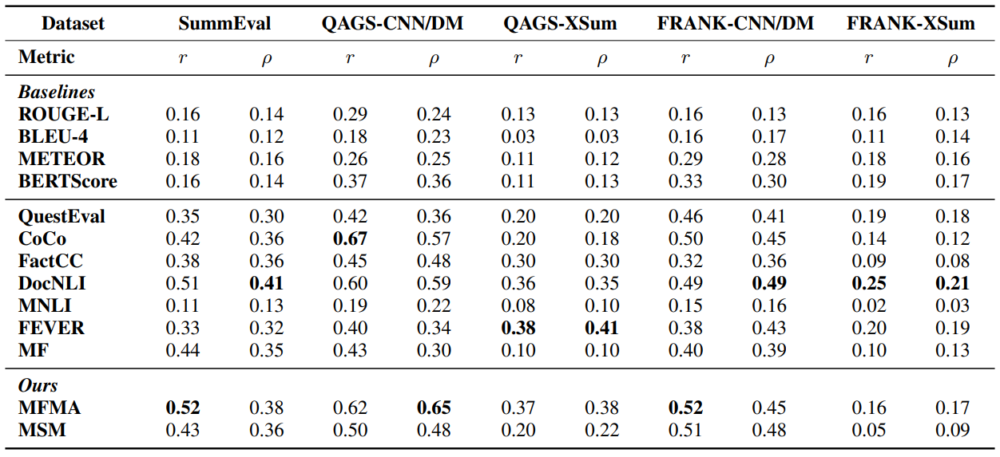 Dataset SummEval QAGS-CNN/DM QAGS-XSum FRANK-CNN/DM FRANK-XSum
Metric r ρ r ρ r ρ r ρ r ρ
Baselines
ROUGE-L 0.16 0.14 0.29 0.24 0.13 0.13 0.16 0.13 0.16 0.13
BLEU-4 0.11 0.12 0.18 0.23 0.03 0.03 0.16 0.17 0.11 0.14
METEOR 0.18 0.16 0.26 0.25 0.11 0.12 0.29 0.28 0.18 0.16
BERTScore 0.16 0.14 0.37 0.36 0.11 0.13 0.33 0.30 0.19 0.17
QuestEval 0.35 0.30 0.42 0.36 0.20 0.20 0.46 0.41 0.19 0.18
CoCo 0.42 0.36 0.67 0.57 0.20 0.18 0.50 0.45 0.14 0.12
FactCC 0.38 0.36 0.45 0.48 0.30 0.30 0.32 0.36 0.09 0.08
DocNLI 0.51 0.41 0.60 0.59 0.36 0.35 0.49 0.49 0.25 0.21
MNLI 0.11 0.13 0.19 0.22 0.08 0.10 0.15 0.16 0.02 0.03
FEVER 0.33 0.32 0.40 0.34 0.38 0.41 0.38 0.43 0.20 0.19
MF 0.44 0.35 0.43 0.30 0.10 0.10 0.40 0.39 0.10 0.13
Ours
MFMA 0.52 0.38 0.62 0.65 0.37 0.38 0.52 0.45 0.16 0.17
MSM 0.43 0.36 0.50 0.48 0.20 0.22 0.51 0.48 0.05 0.09